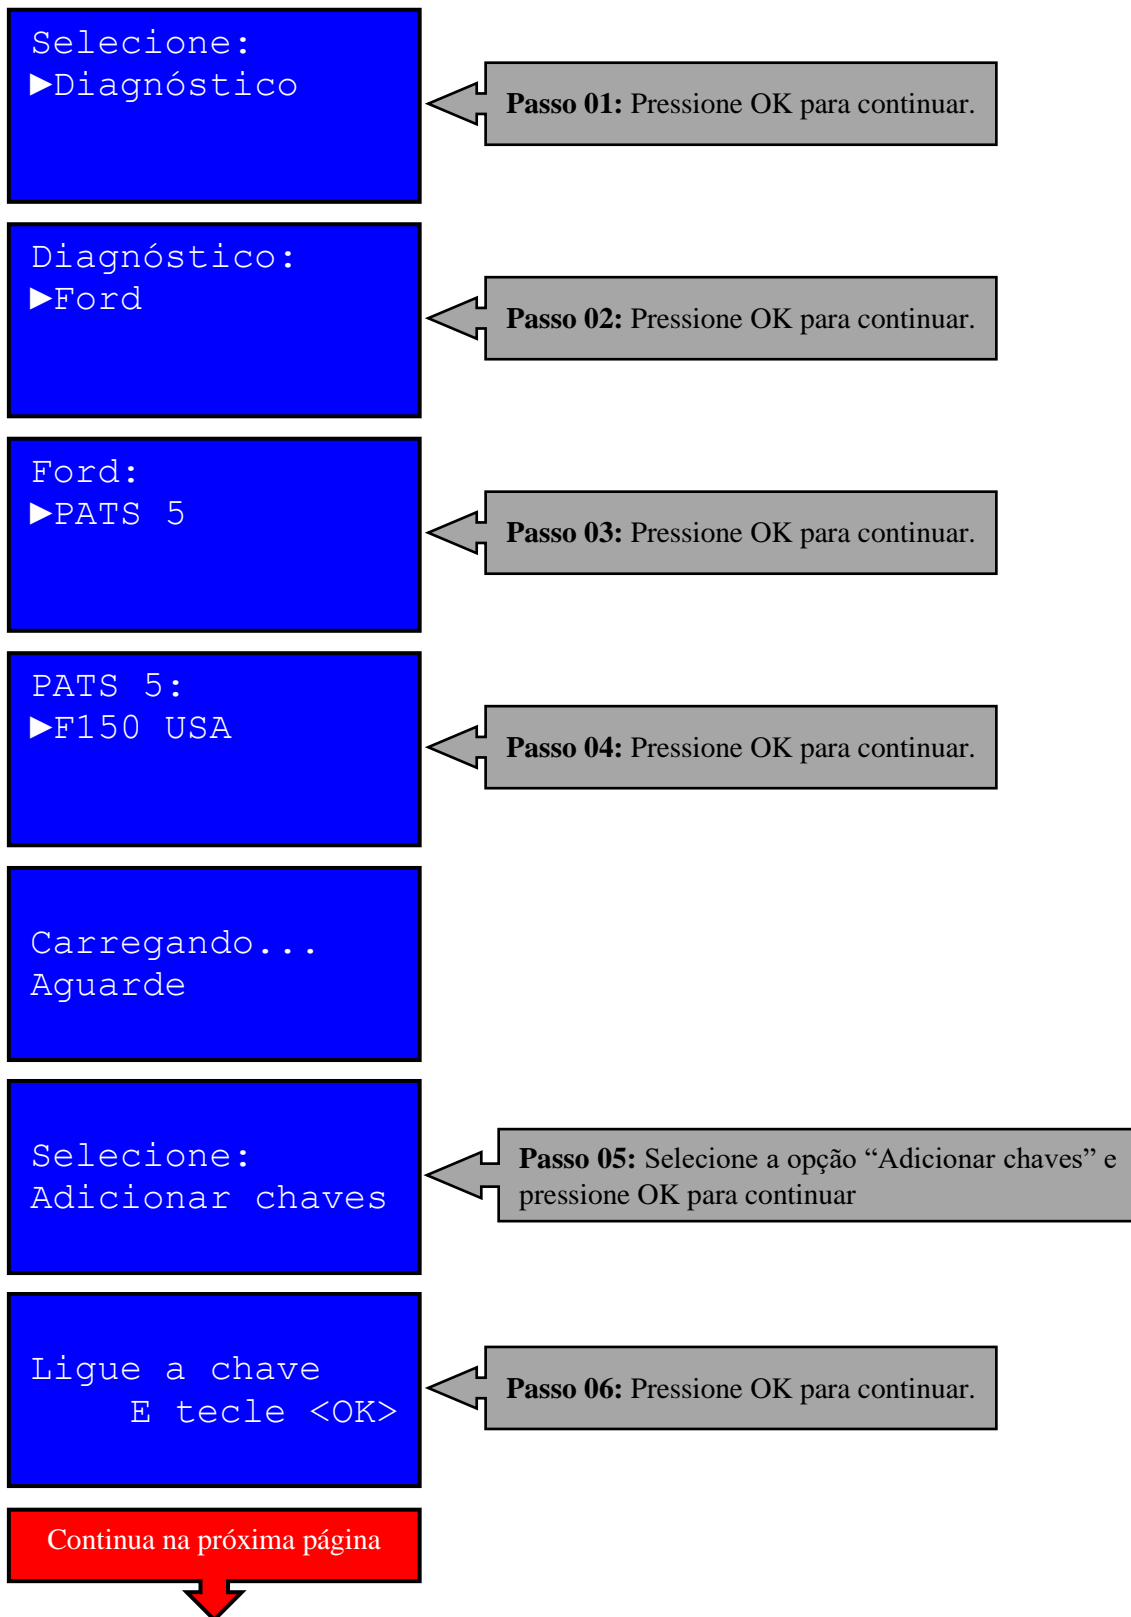 Selecione:
►Diagnóstico
Passo 01: Pressione OK para continuar.
Diagnóstico:
►Ford
Passo 02: Pressione OK para continuar.
Ford:
►PATS 5
Passo 03: Pressione OK para continuar.
PATS 5:
►F150 USA
Passo 04: Pressione OK para continuar.
Carregando...
Aguarde
Selecione:
Adicionar chaves
Passo 05: Selecione a opção “Adicionar chaves” e
pressione OK para continuar
Ligue a chave
E tecle <OK>
Passo 06: Pressione OK para continuar.
Continua na próxima página